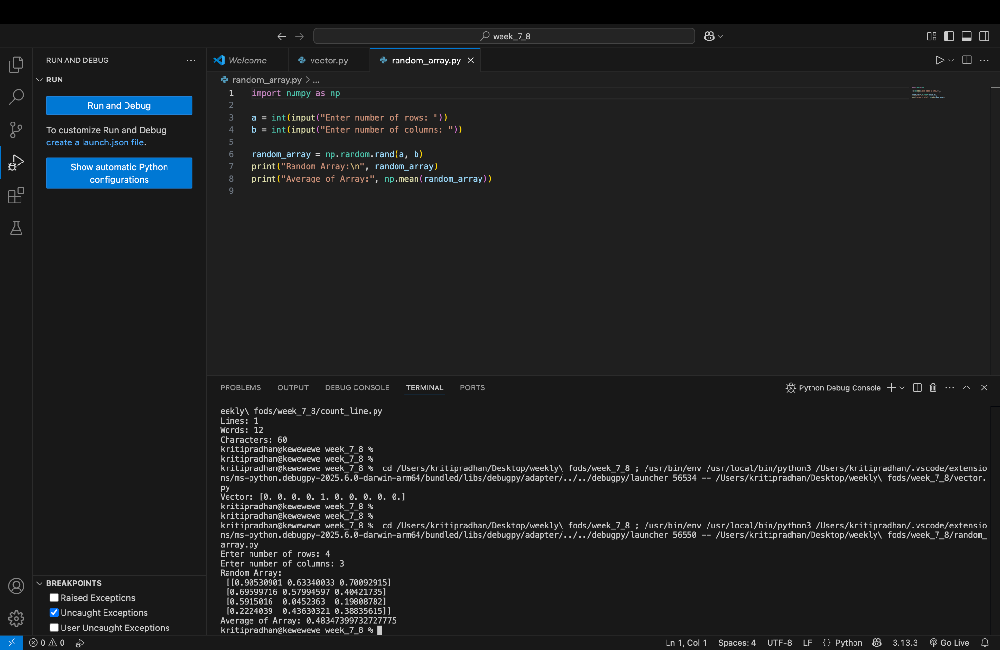 week_7_8
RUN AND DEBUG
RUN
Run and Debug
To customize Run and Debug
create a launch.json file.
Show automatic Python
configurations
Welcome
vector.py
random_array.py
random_array.py > ...
1 import numpy as np
2
3 a = int(input("Enter number of rows: "))
4 b = int(input("Enter number of columns: "))
5
6 random_array = np.random.rand(a, b)
7 print("Random Array:\n", random_array)
8 print("Average of Array:", np.mean(random_array))
9
PROBLEMS
OUTPUT
DEBUG CONSOLE
TERMINAL
PORTS
Python Debug Console
eekly\ fods/week_7_8/count_line.py
Lines: 1
Words: 12
Characters: 60
kritipradhan@kewewewe week_7_8 %
kritipradhan@kewewewe week_7_8 %
kritipradhan@kewewewe week_7_8 %  cd /Users/kritipradhan/Desktop/weekly\ fods/week_7_8 ; /usr/bin/env /usr/local/bin/python3 /Users/kritipradhan/.vscode/extensio
ns/ms-python.debugpy-2025.6.0-darwin-arm64/bundled/libs/debugpy/adapter/../../debugpy/launcher 56534 -- /Users/kritipradhan/Desktop/weekly\ fods/week_7_8/vector.
py
Vector: [0. 0. 0. 0. 1. 0. 0. 0. 0. 0.]
kritipradhan@kewewewe week_7_8 %
kritipradhan@kewewewe week_7_8 %
kritipradhan@kewewewe week_7_8 %  cd /Users/kritipradhan/Desktop/weekly\ fods/week_7_8 ; /usr/bin/env /usr/local/bin/python3 /Users/kritipradhan/.vscode/extensio
ns/ms-python.debugpy-2025.6.0-darwin-arm64/bundled/libs/debugpy/adapter/../../debugpy/launcher 56550 -- /Users/kritipradhan/Desktop/weekly\ fods/week_7_8/random_
array.py
Enter number of rows: 4
Enter number of columns: 3
Random Array:
 [[0.90530901 0.63340033 0.70092915]
 [0.69599716 0.57994597 0.40421735]
 [0.5915016  0.0452363  0.19808782]
 [0.2224039  0.43630321 0.38835615]]
Average of Array: 0.48347399732727775
kritipradhan@kewewewe week_7_8 %
BREAKPOINTS
Raised Exceptions
Uncaught Exceptions
User Uncaught Exceptions
0 0
Ln 1, Col 1
Spaces: 4
UTF-8
LF
{} Python
3.13.3
Go Live